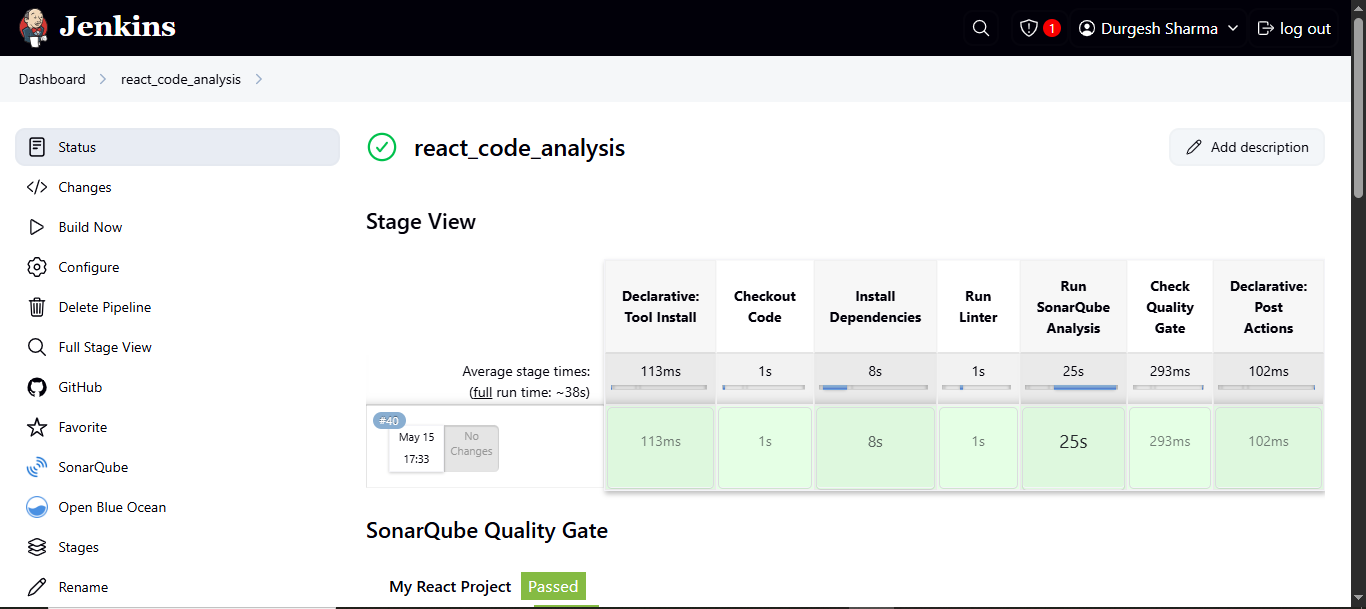 Jenkins
1
Durgesh Sharma
log out
Dashboard
react_code_analysis
Status
Changes
Build Now
Configure
Delete Pipeline
Full Stage View
GitHub
Favorite
SonarQube
Open Blue Ocean
Stages
Rename
react_code_analysis
Add description
Stage View
Declarative:
Tool Install
Checkout
Code
Install
Dependencies
Run
Linter
Run
SonarQube
Analysis
Check
Quality
Gate
Declarative:
Post
Actions
Average stage times:
(full run time: ~38s)
113ms
1s
8s
1s
25s
293ms
102ms
#40
May 15
17:33
No
Changes
113ms
1s
8s
1s
25s
293ms
102ms
SonarQube Quality Gate
My React Project Passed